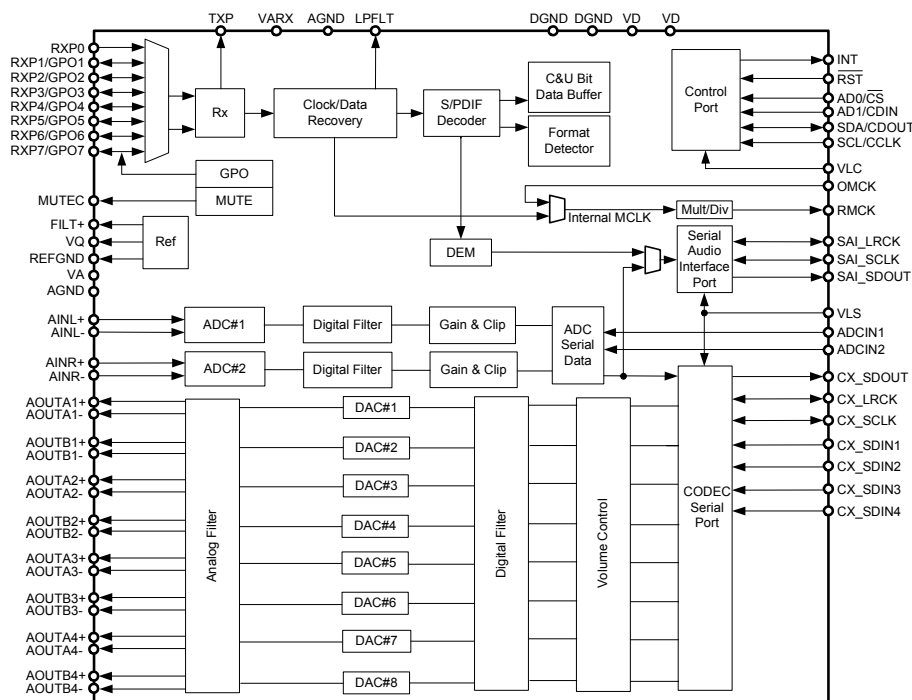 TXP VARX AGND LPFLT DGND DGND VD VD
RXP0
RXP1/GPO1
RXP2/GPO2
RXP3/GPO3
RXP4/GPO4
RXP5/GPO5
RXP6/GPO6
RXP7/GPO7
MUTEC
FILT+
VQ
REFGND
VA
AGND
AINL+
AINL-
AINR+
AINR-
AOUTA1+
AOUTA1-
AOUTB1+
AOUTB1-
AOUTA2+
AOUTA2-
AOUTB2+
AOUTB2-
AOUTA3+
AOUTA3-
AOUTB3+
AOUTB3-
AOUTA4+
AOUTA4-
AOUTB4+
AOUTB4-
Rx
Clock/Data
Recovery
S/PDIF
Decoder
C&U Bit
Data Buffer
Format
Detector
Control
Port
GPO
MUTE
Ref
Internal MCLK
Mult/Div
DEM
Serial
Audio
Interface
Port
ADC#1
Digital Filter
Gain & Clip
ADC
Serial
Data
ADC#2
Digital Filter
Gain & Clip
Analog Filter
DAC#1
DAC#2
DAC#3
DAC#4
DAC#5
DAC#6
DAC#7
DAC#8
Digital Filter
Volume Control
CODEC
Serial
Port
INT
RST
AD0/CS
AD1/CDIN
SDA/CDOUT
SCL/CCLK
VLC
OMCK
RMCK
SAI_LRCK
SAI_SCLK
SAI_SDOUT
VLS
ADCIN1
ADCIN2
CX_SDOUT
CX_LRCK
CX_SCLK
CX_SDIN1
CX_SDIN2
CX_SDIN3
CX_SDIN4